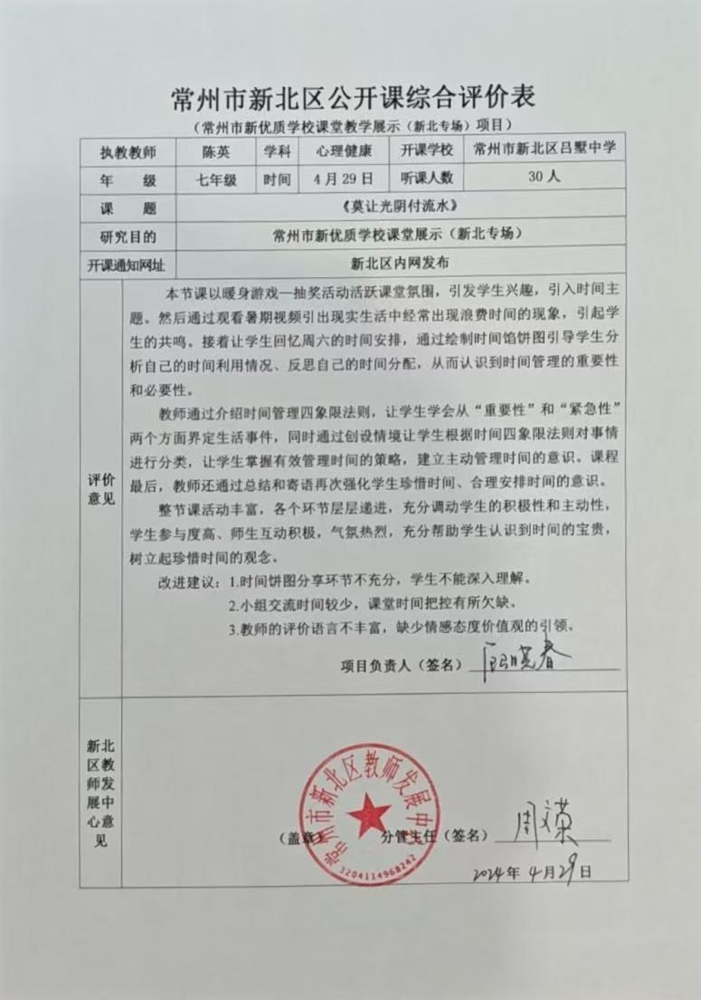 常州市新北区公开课综合评价表
（常州市新优质学校课堂教学展示（新北专场）项目）
执教教师 陈英 学科 心理健康 开课学校 常州市新北区吕墅中学
年 级 七年级 时间 4月29日 听课人数 30人
课 题 《莫让光阴付流水》
研究目的 常州市新优质学校课堂展示（新北专场）
开课通知网址 新北区内网发布
评价意见
本节课以暖身游戏—抽奖活动活跃课堂氛围，引发学生兴趣，引入时间主
题。然后通过观看暑期视频引出现实生活中经常出现浪费时间的现象，引起学
生的共鸣。接着让学生回忆周六的时间安排，通过绘制时间馅饼图引导学生分
析自己的时间利用情况、反思自己的时间分配，从而认识到时间管理的重要性
和必要性。
教师通过介绍时间管理四象限法则，让学生学会从“重要性”和“紧急性”
两个方面界定生活事件，同时通过创设情境让学生根据时间四象限法则对事情
进行分类，让学生掌握有效管理时间的策略，建立主动管理时间的意识。课程
最后，教师还通过总结和寄语再次强化学生珍惜时间、合理安排时间的意识。
整节课活动丰富，各个环节层层递进，充分调动学生的积极性和主动性，
学生参与度高、师生互动积极，气氛热烈，充分帮助学生认识到时间的宝贵，
树立起珍惜时间的观念。
改进建议：1.时间饼图分享环节不充分，学生不能深入理解。
2.小组交流时间较少，课堂时间把控有所欠缺。
3.教师的评价语言不丰富，缺少情感态度价值观的引领。
项目负责人（签名）
新北区教师发展中心意见
常州市新北区教师发展中心
3204114968242
（盖章） 分管主任（签名） 周文荣
2024年4月29日